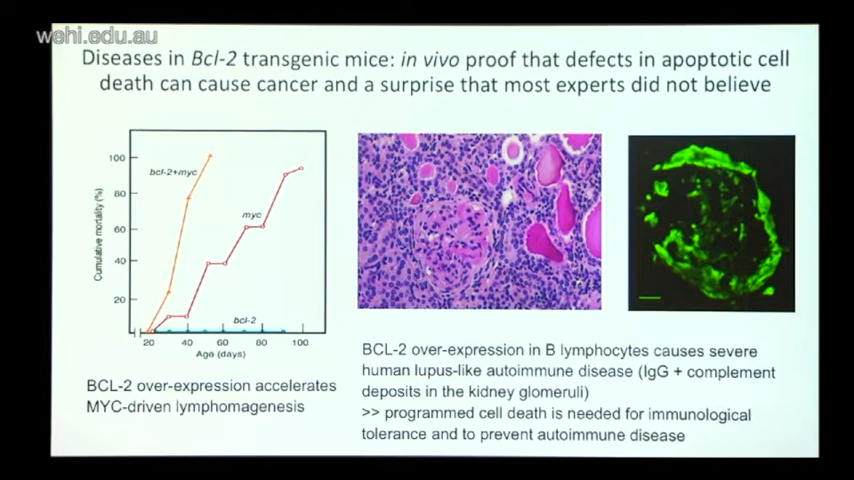 wehi.edu.au
Diseases in Bcl-2 transgenic mice: in vivo proof that defects in apoptotic cell
death can cause cancer and a surprise that most experts did not believe
100
80
60
40
20
Cumulative mortality (%)
bcl-2+myc
myc
bcl-2
20 40 60 80 100
Age (days)
BCL-2 over-expression accelerates
MYC-driven lymphomagenesis
BCL-2 over-expression in B lymphocytes causes severe
human lupus-like autoimmune disease (IgG + complement
deposits in the kidney glomeruli)
>> programmed cell death is needed for immunological
tolerance and to prevent autoimmune disease